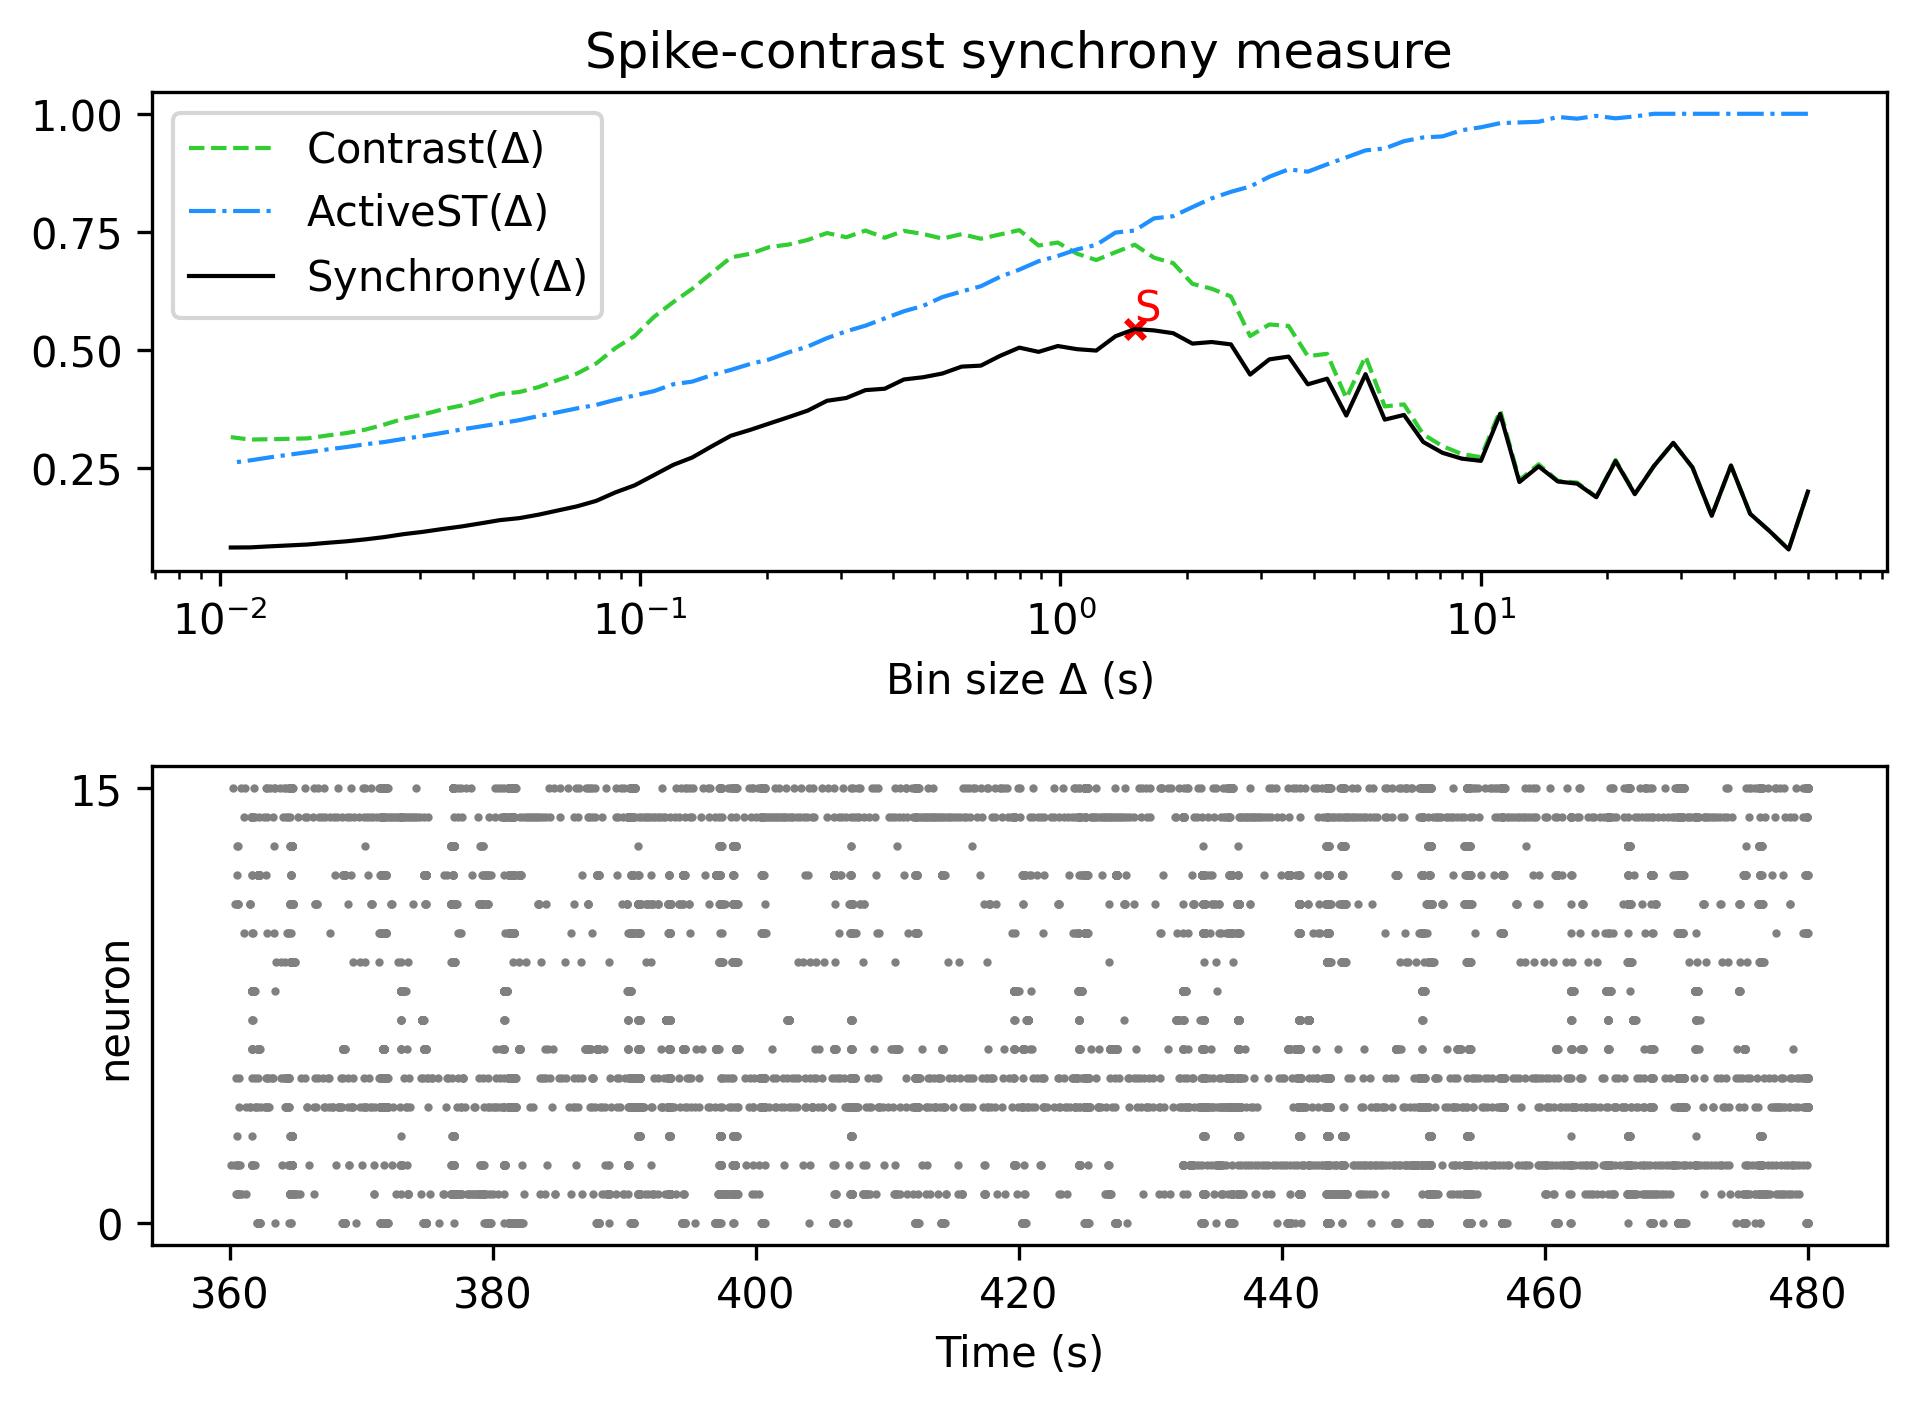 Spike-contrast synchrony measure
1.00
0.75
0.50
0.25
Contrast(Δ)
ActiveST(Δ)
Synchrony(Δ)
S
10⁻² 10⁻¹ 10⁰ 10¹
Bin size Δ (s)
15
0
neuron
360 380 400 420 440 460 480
Time (s)